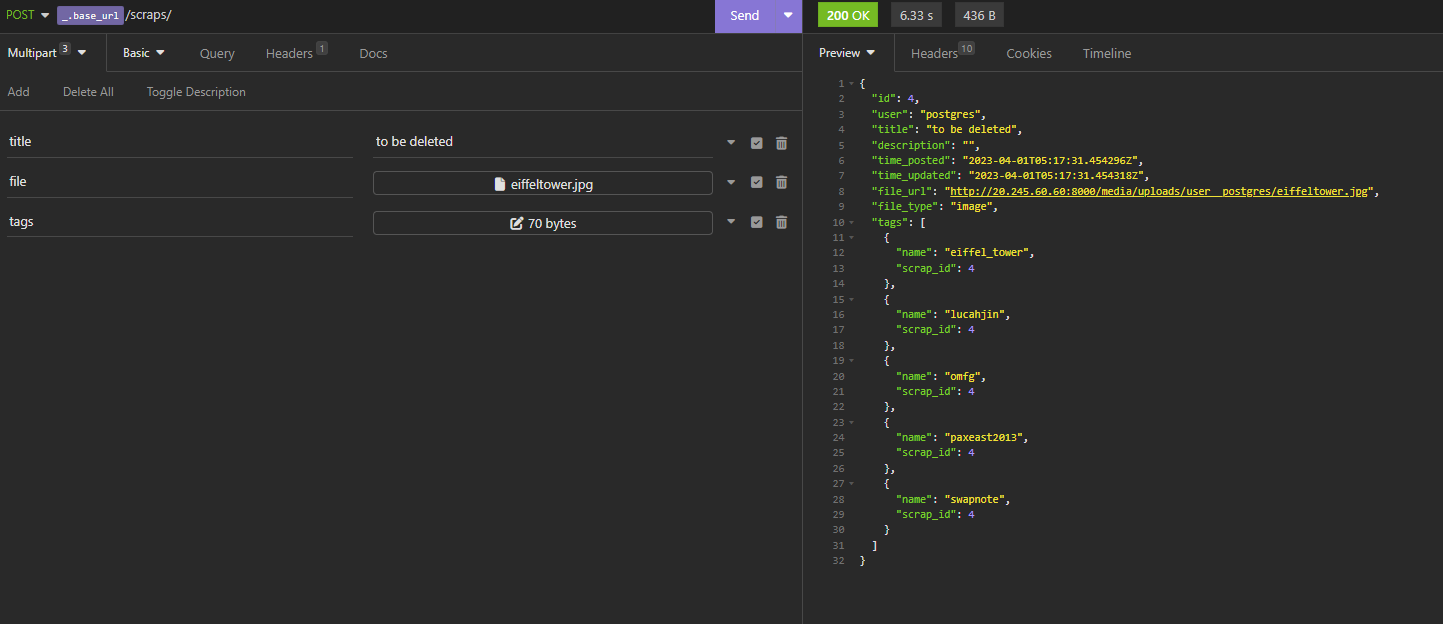 POST _.base_url /scraps/ Send 200 OK 6.33 s 436 B
Multipart 3 Basic Query Headers 1 Docs Preview Headers 10 Cookies Timeline
Add Delete All Toggle Description
title to be deleted
file eiffeltower.jpg
tags 70 bytes
1 {
2 "id": 4,
3 "user": "postgres",
4 "title": "to be deleted",
5 "description": "",
6 "time_posted": "2023-04-01T05:17:31.454296Z",
7 "time_updated": "2023-04-01T05:17:31.454318Z",
8 "file_url": "http://20.245.60.60:8000/media/uploads/user__postgres/eiffeltower.jpg",
9 "file_type": "image",
10 "tags": [
11 {
12 "name": "eiffel_tower",
13 "scrap_id": 4
14 },
15 {
16 "name": "lucahjin",
17 "scrap_id": 4
18 },
19 {
20 "name": "omfg",
21 "scrap_id": 4
22 },
23 {
24 "name": "paxeast2013",
25 "scrap_id": 4
26 },
27 {
28 "name": "swapnote",
29 "scrap_id": 4
30 }
31 ]
32 }